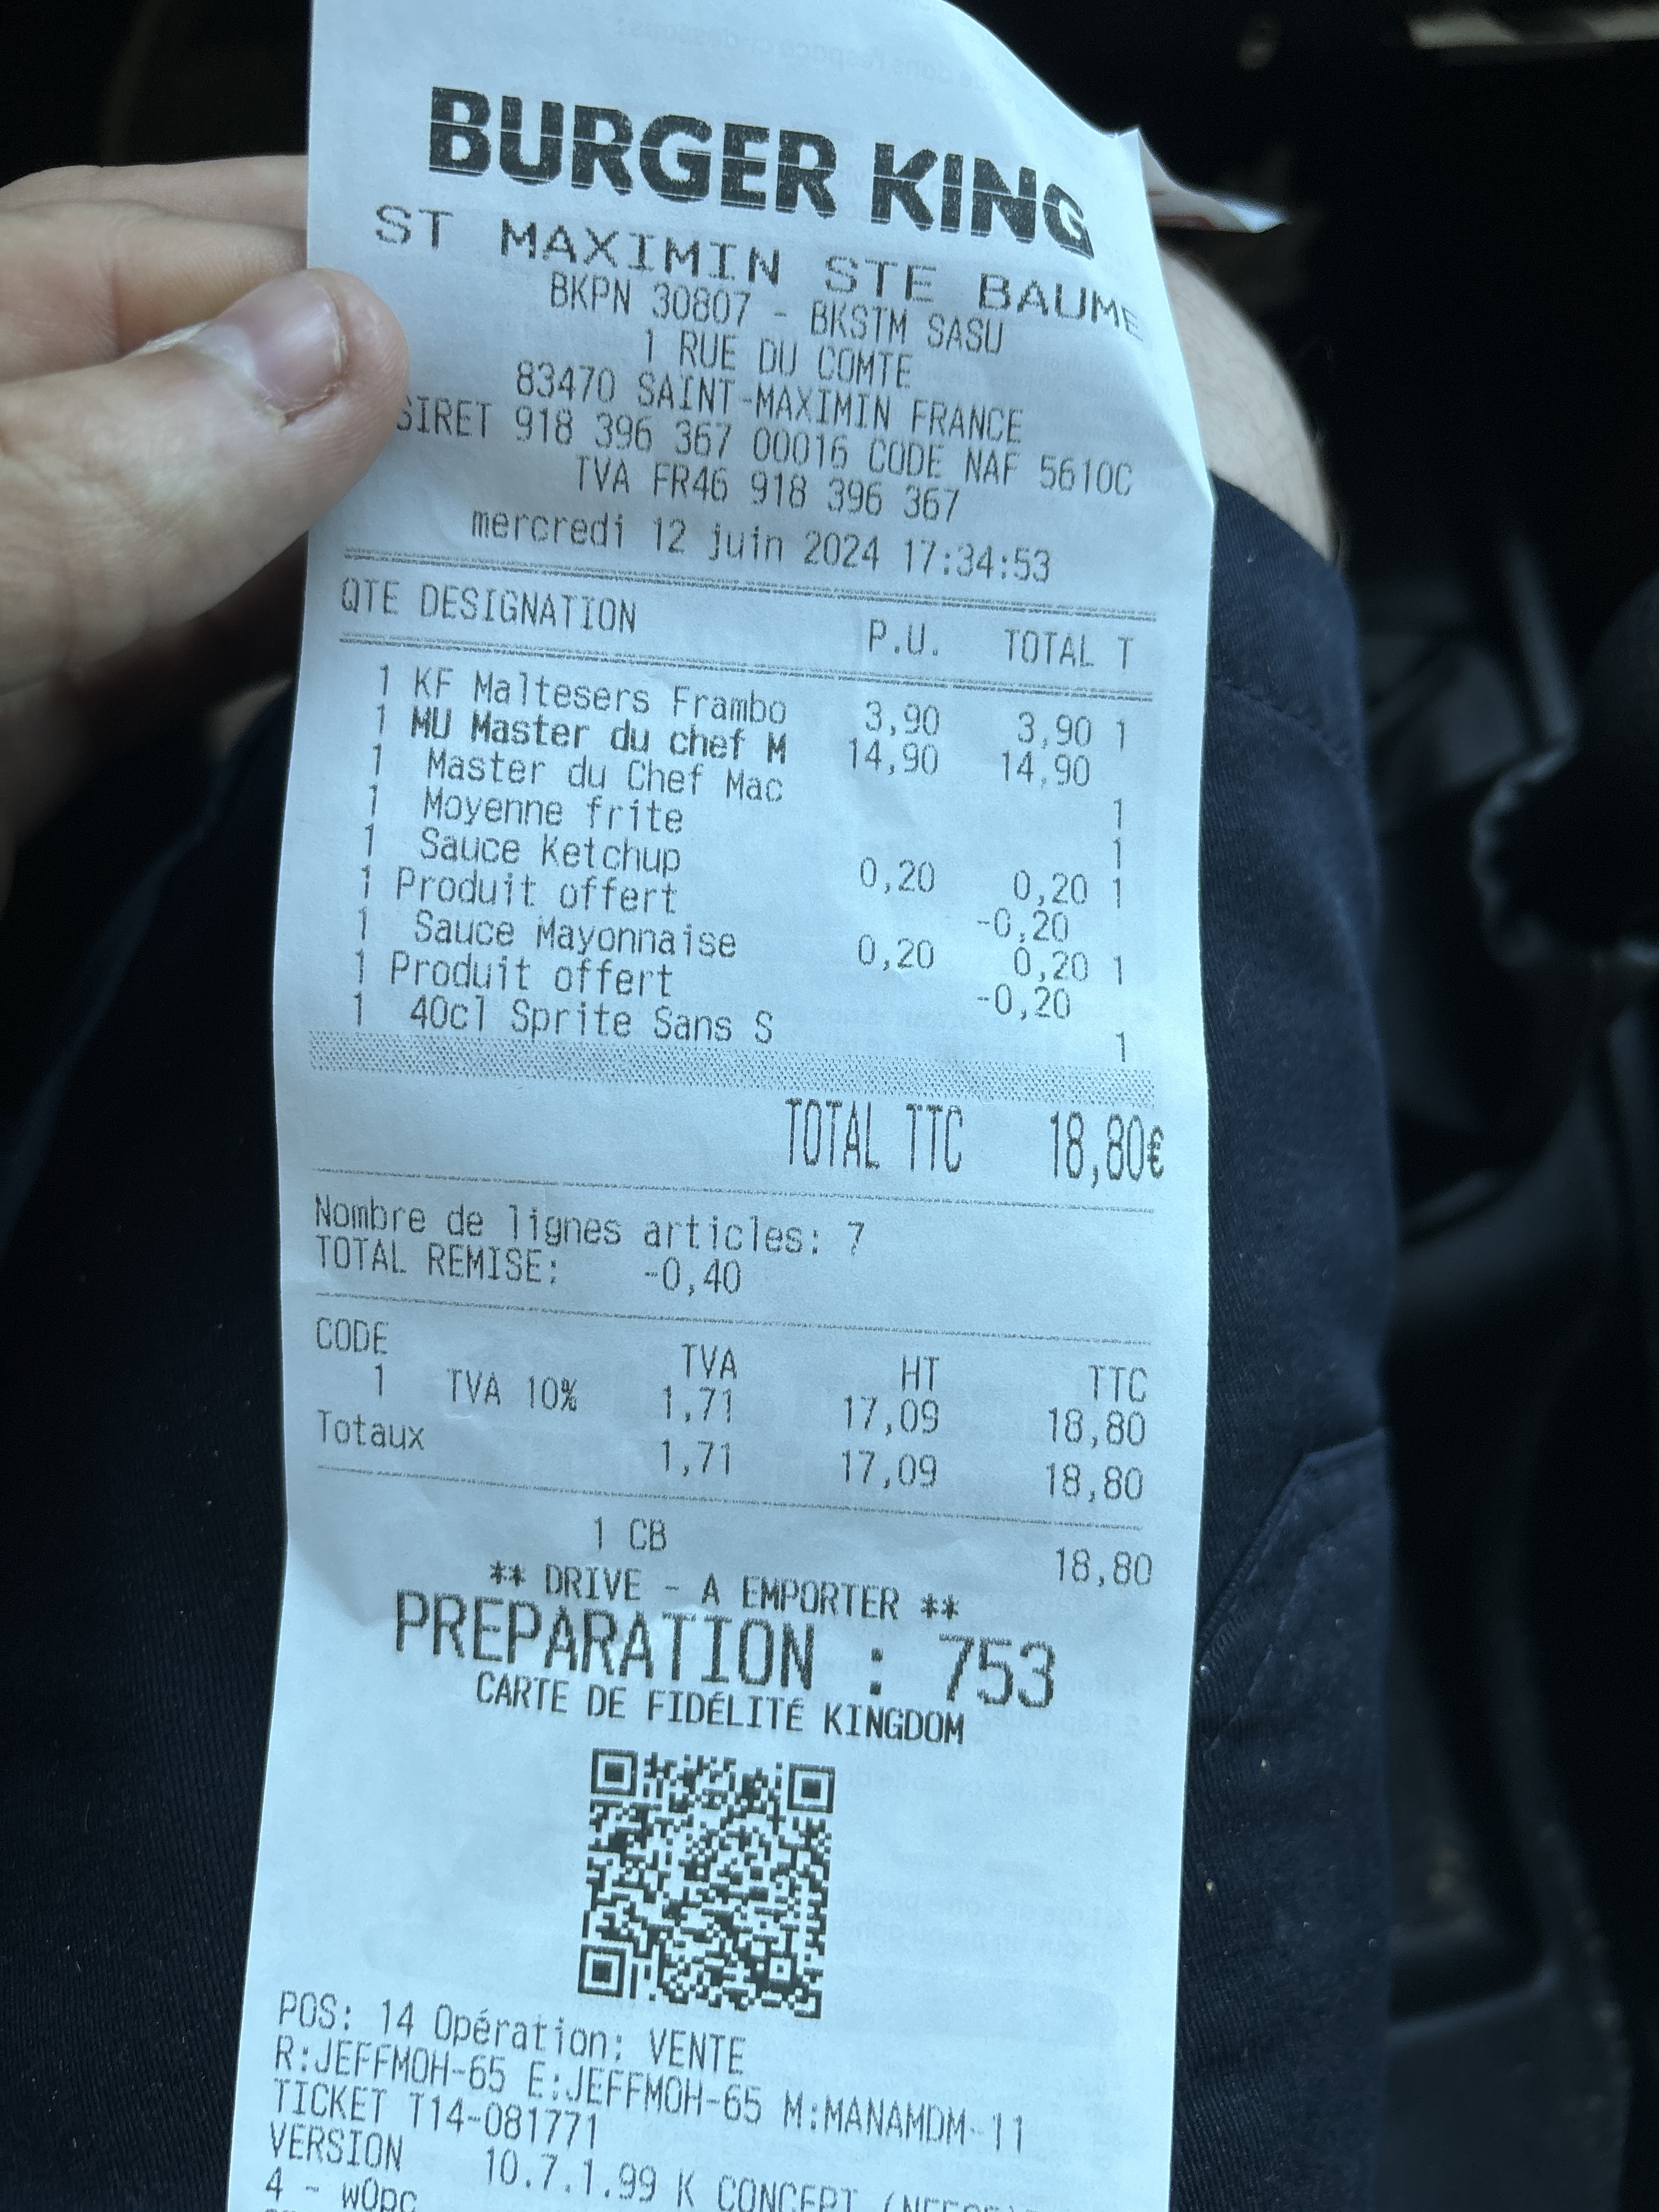 BURGER KING
ST MAXIMIN STE BAUME
BKPN 30807 - BKSTM SASU
1 RUE DU COMTE
83470 SAINT-MAXIMIN FRANCE
SIRET 918 396 367 00016 CODE NAF 5610C
TVA FR46 918 396 367
mercredi 12 juin 2024 17:34:53
QTE DESIGNATION P.U. TOTAL T
1 KF Maltesers Frambo 3,90 3,90 1
1 MU Master du chef M 14,90 14,90
1 Master du Chef Mac 1
1 Moyenne frite 1
1 Sauce Ketchup 0,20 0,20 1
1 Produit offert -0,20
1 Sauce Mayonnaise 0,20 0,20 1
1 Produit offert -0,20
1 40cl Sprite Sans S 1
TOTAL TTC 18,80€
Nombre de lignes articles: 7
TOTAL REMISE: -0,40
CODE TVA HT TTC
1 TVA 10% 1,71 17,09 18,80
Totaux 1,71 17,09 18,80
1 CB 18,80
** DRIVE - A EMPORTER **
PREPARATION : 753
CARTE DE FIDÉLITÉ KINGDOM
POS: 14 Opération: VENTE
R:JEFFMOH-65 E:JEFFMOH-65 M:MANAMDM-11
TICKET T14-081771
VERSION 10.7.1.99 K CONCEPT
4 - wOpc